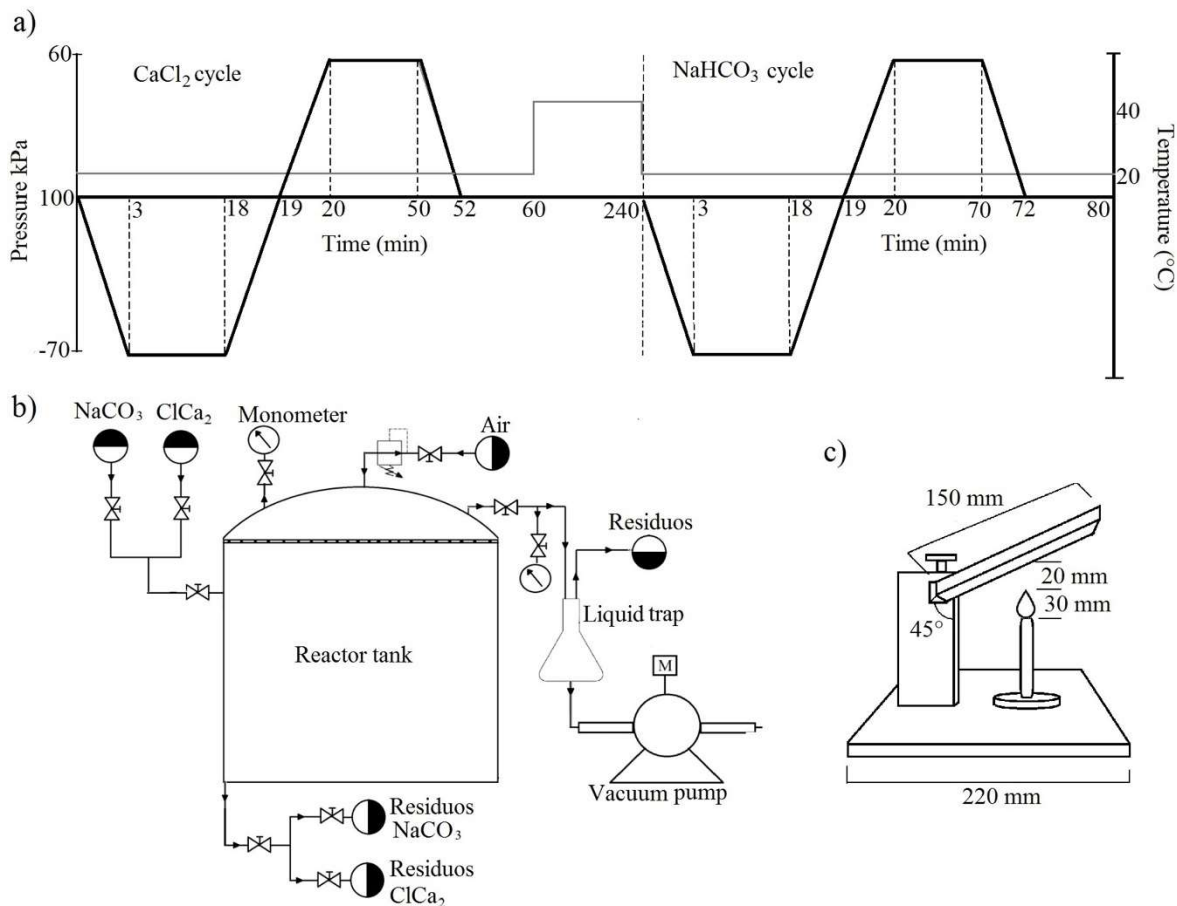 a)
60
CaCl₂ cycle
NaHCO₃ cycle
40
Pressure kPa
Temperature (°C)
100
3
18
19
20
50
52
60
240
3
18
19
20
70
72
80
20
Time (min)
Time (min)
-70
b)
NaCO₃
ClCa₂
Monometer
Air
Residuos
Liquid trap
Reactor tank
M
Vacuum pump
Residuos
NaCO₃
Residuos
ClCa₂
c)
150 mm
20 mm
30 mm
45°
220 mm